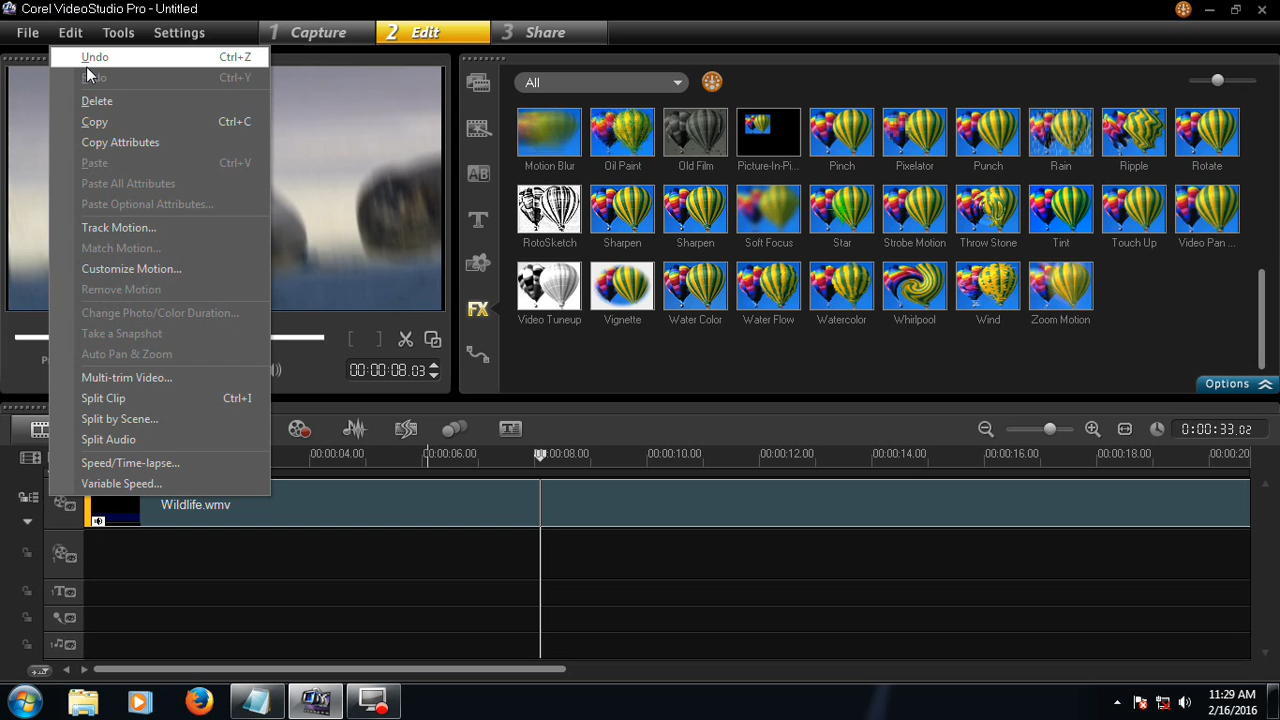 Corel VideoStudio Pro - Untitled
File Edit Tools Settings 1 Capture 2 Edit 3 Share
Undo Ctrl+Z
Redo Ctrl+Y
Delete
Copy Ctrl+C
Copy Attributes
Paste Ctrl+V
Paste All Attributes
Paste Optional Attributes...
Track Motion...
Match Motion...
Customize Motion...
Remove Motion
Change Photo/Color Duration...
Take a Snapshot
Auto Pan & Zoom
Multi-trim Video...
Split Clip Ctrl+I
Split by Scene...
Split Audio
Speed/Time-lapse...
Variable Speed...
00:00:08.03
All
AB
T
FX
Motion Blur Oil Paint Old Film Picture-In-Pi... Pinch Pixelator Punch Rain Ripple Rotate
RotoSketch Sharpen Sharpen Soft Focus Star Strobe Motion Throw Stone Tint Touch Up Video Pan ...
Video Tuneup Vignette Water Color Water Flow Watercolor Whirlpool Wind Zoom Motion
Options
0:00:33.02
00:00:04.00 00:00:06.00 00:00:08.00 00:00:10.00 00:00:12.00 00:00:14.00 00:00:16.00 00:00:18.00 00:00:20
Wildlife.wmv
1
1T
1
11:29 AM
2/16/2016